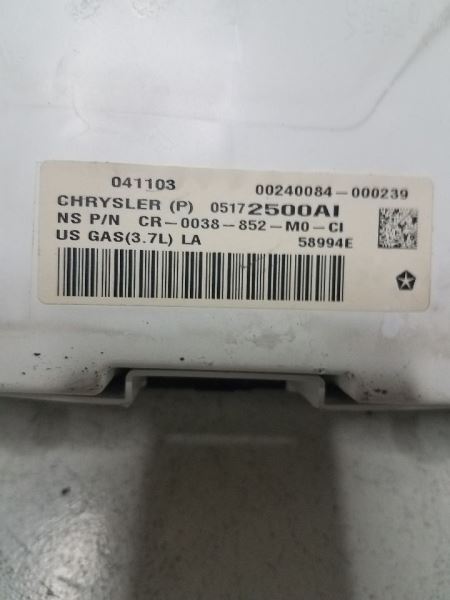 041103 00240084-000239
CHRYSLER (P) 05172500AI
NS P/N CR-0038-852-M0-CI
US GAS(3.7L) LA 58994E